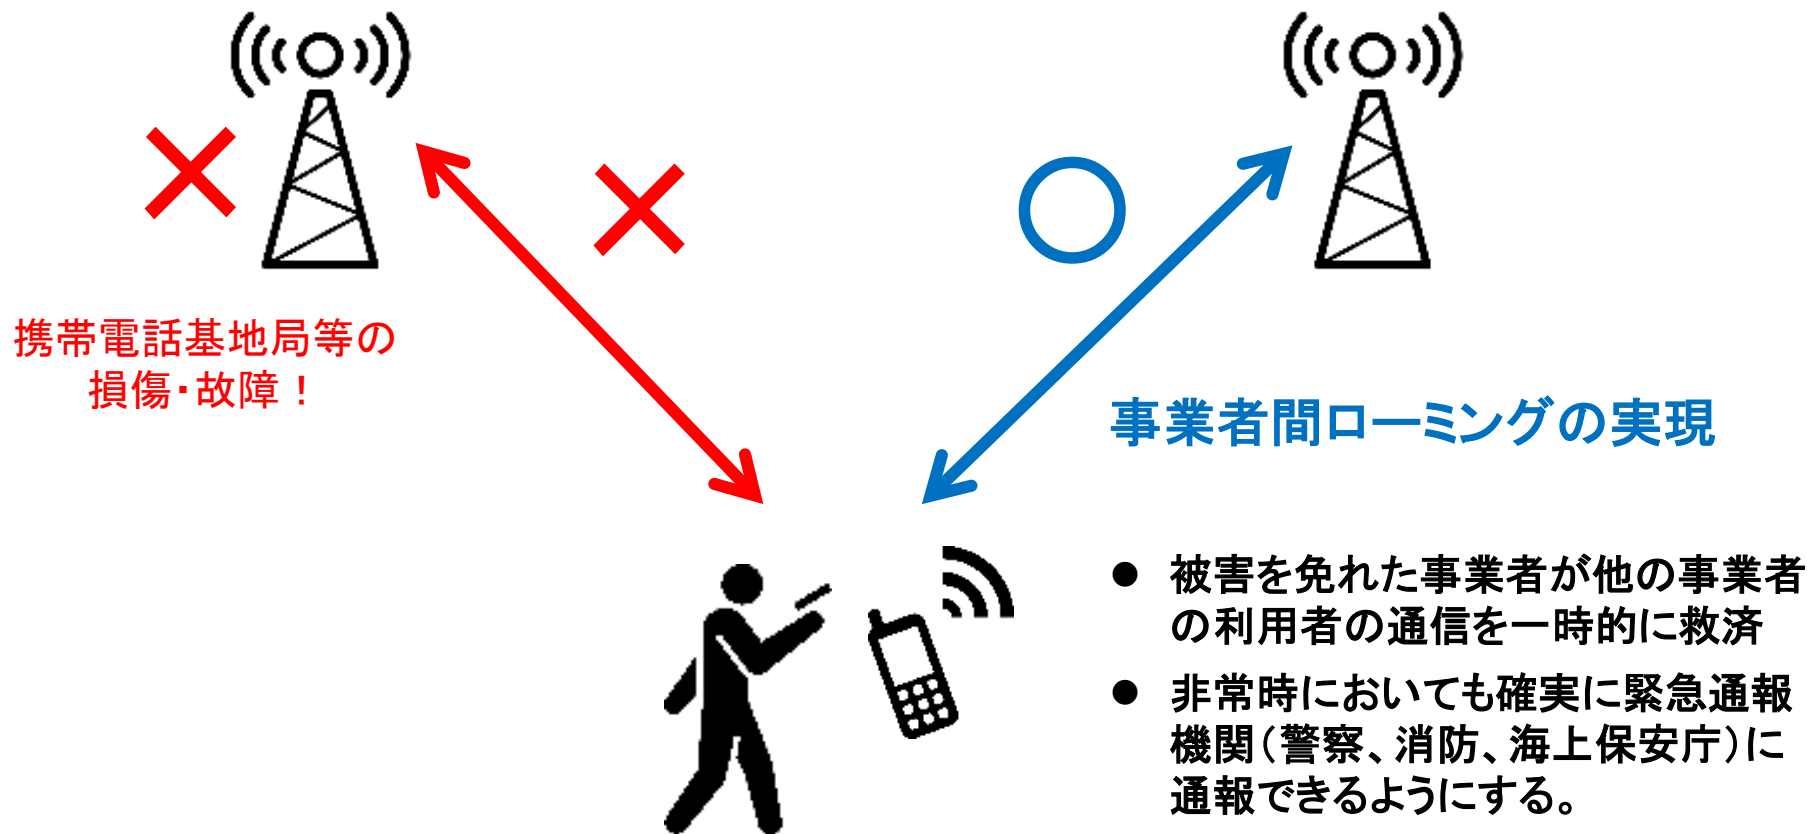 携帯電話基地局等の
損傷・故障！
事業者間ローミングの実現
● 被害を免れた事業者が他の事業者
の利用者の通信を一時的に救済
● 非常時においても確実に緊急通報
機関（警察、消防、海上保安庁）に
通報できるようにする。